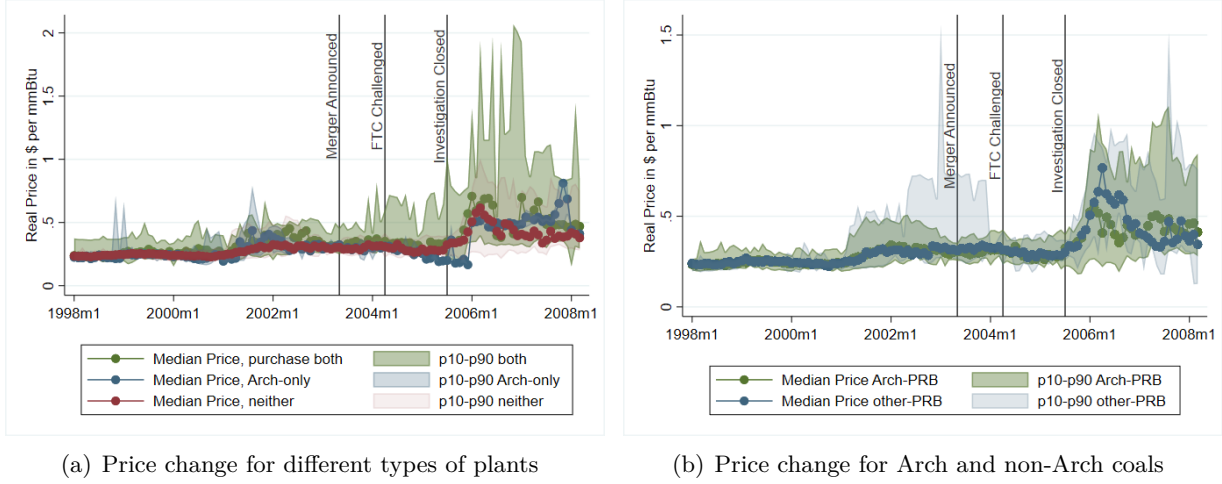 Real Price in $ per mmBtu
2
1.5
1
.5
0
Merger Announced
FTC Challenged
Investigation Closed
1998m1 2000m1 2002m1 2004m1 2006m1 2008m1
Median Price, purchase both p10-p90 both
Median Price, Arch-only p10-p90 Arch-only
Median Price, neither p10-p90 neither
(a) Price change for different types of plants
Real Price in $ per mmBtu
1.5
1
.5
0
Merger Announced
FTC Challenged
Investigation Closed
1998m1 2000m1 2002m1 2004m1 2006m1 2008m1
Median Price Arch-PRB p10-p90 Arch-PRB
Median Price other-PRB p10-p90 other-PRB
(b) Price change for Arch and non-Arch coals